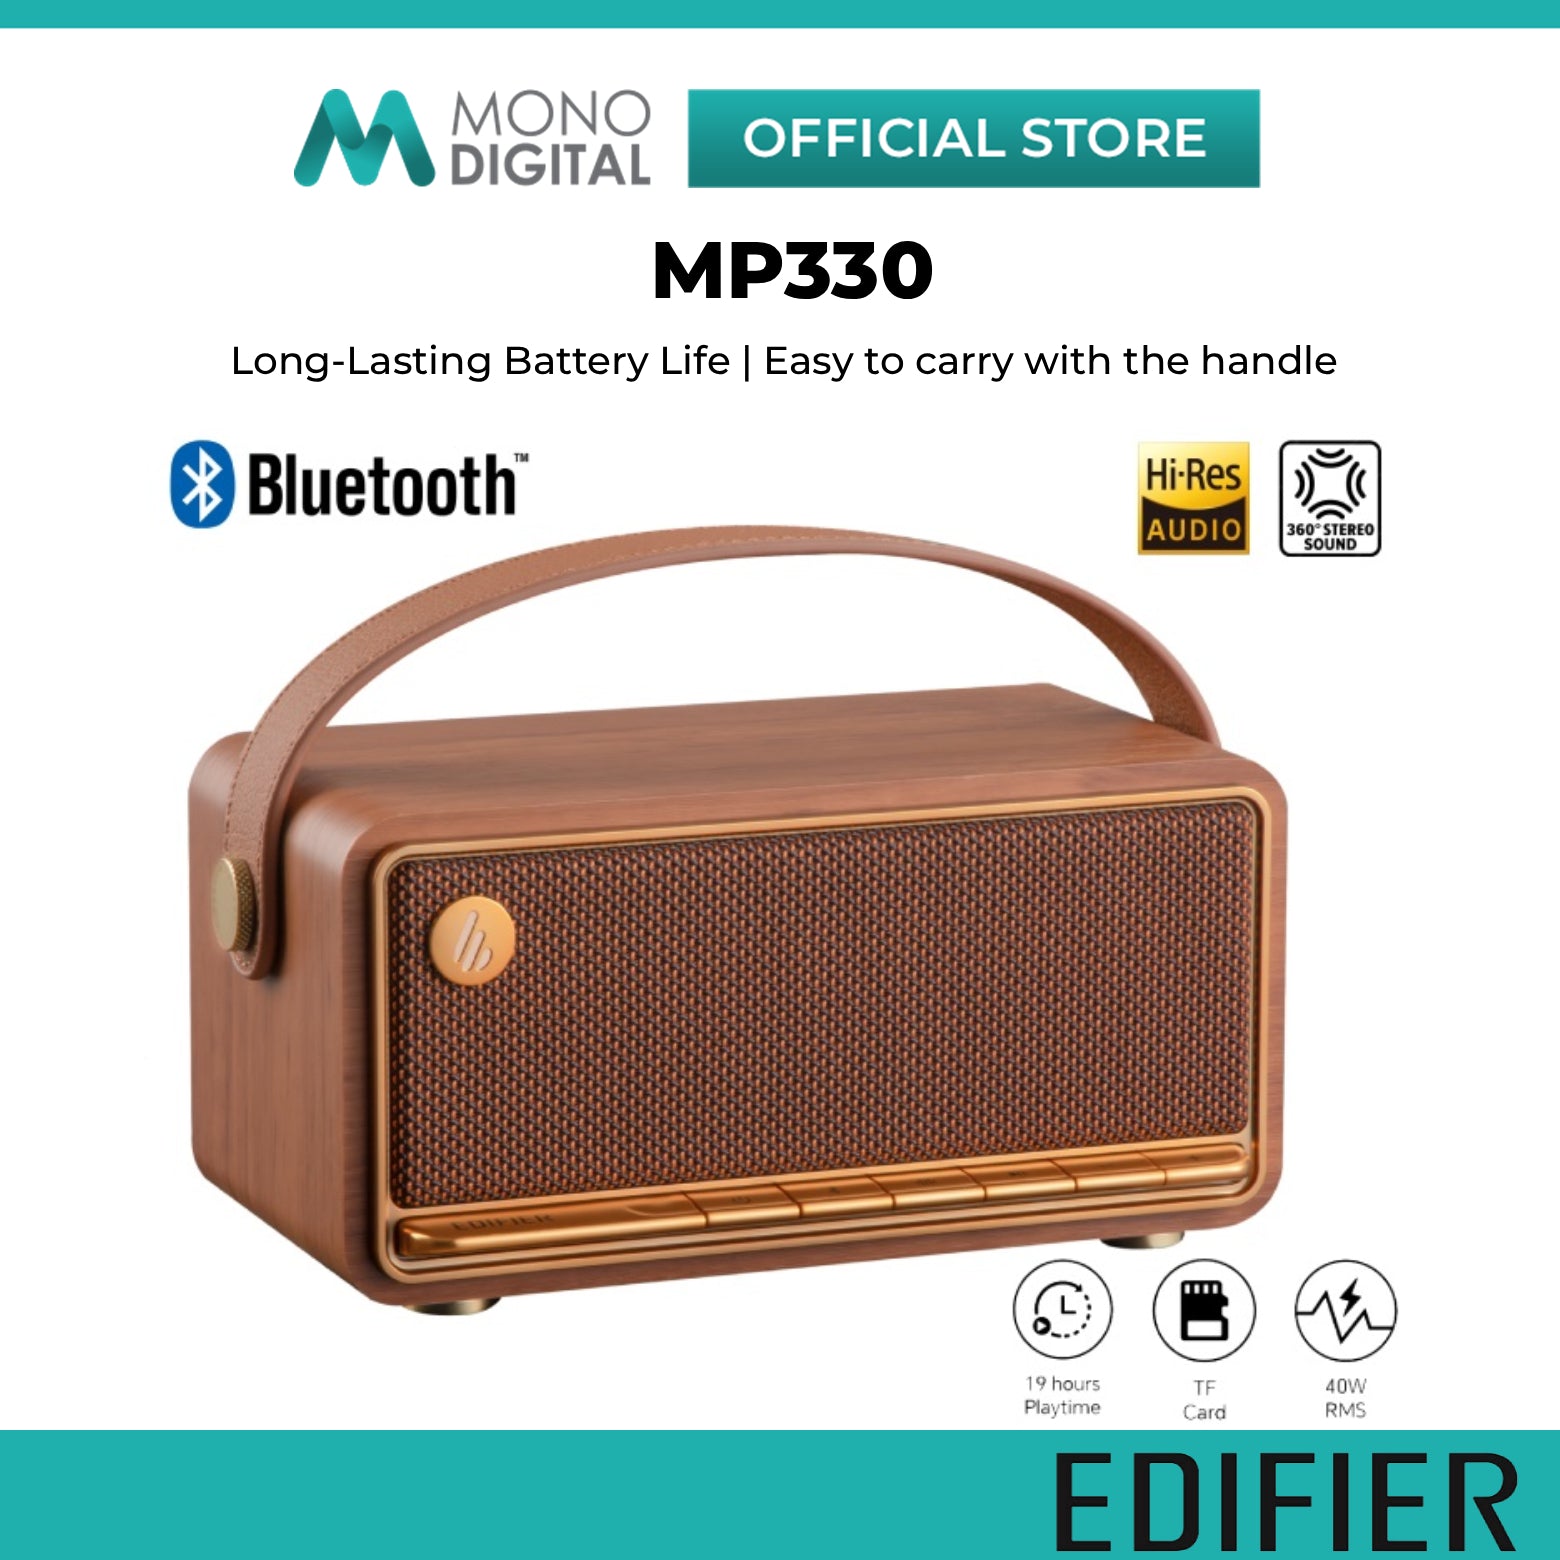 MONO
DIGITAL
OFFICIAL STORE
MP330
Long-Lasting Battery Life | Easy to carry with the handle
Bluetooth™
Hi-Res
AUDIO
360° STEREO
SOUND
EDIFIER
19 hours
Playtime
TF
Card
40W
RMS
EDIFIER